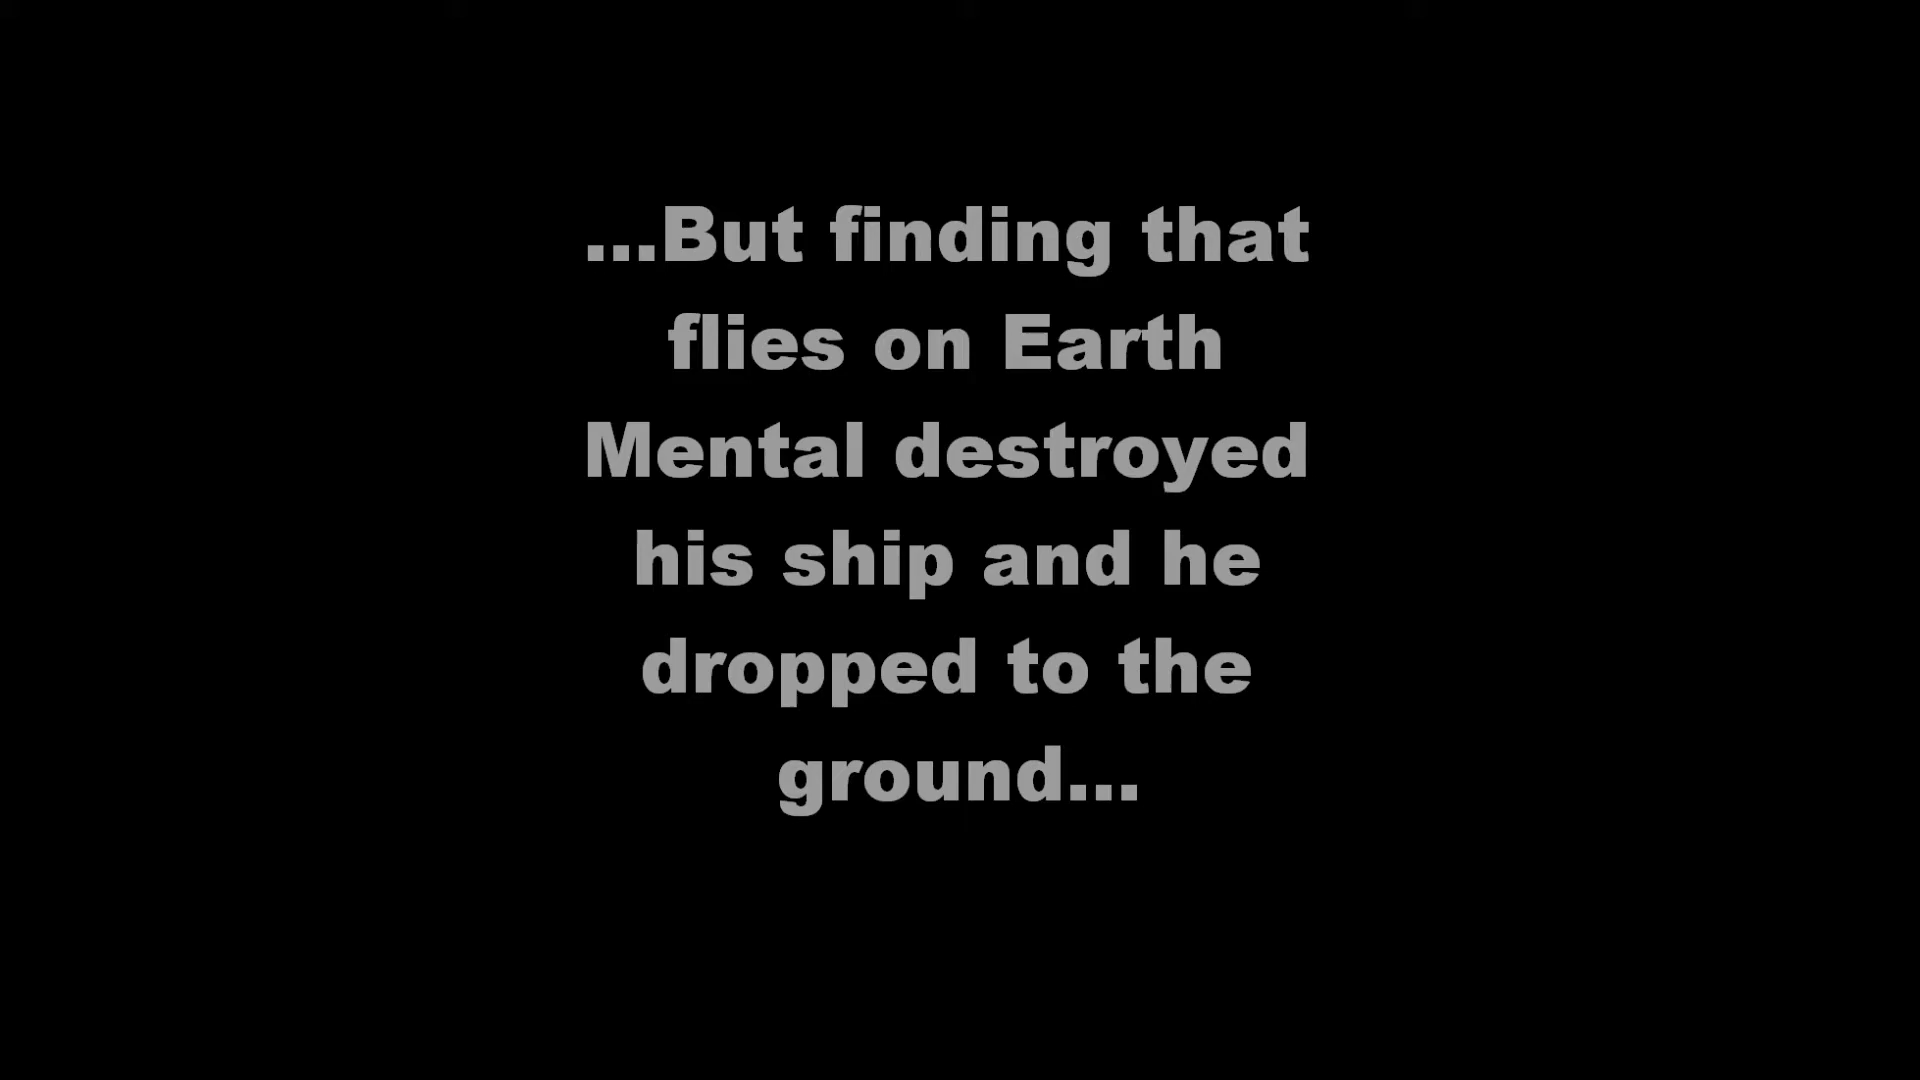 ...But finding that
flies on Earth
Mental destroyed
his ship and he
dropped to the
ground...